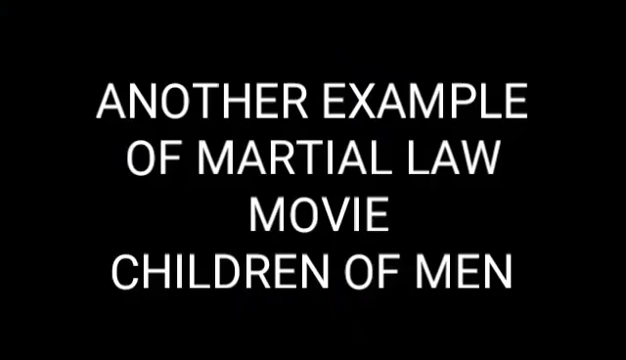 ANOTHER EXAMPLE
OF MARTIAL LAW
MOVIE
CHILDREN OF MEN